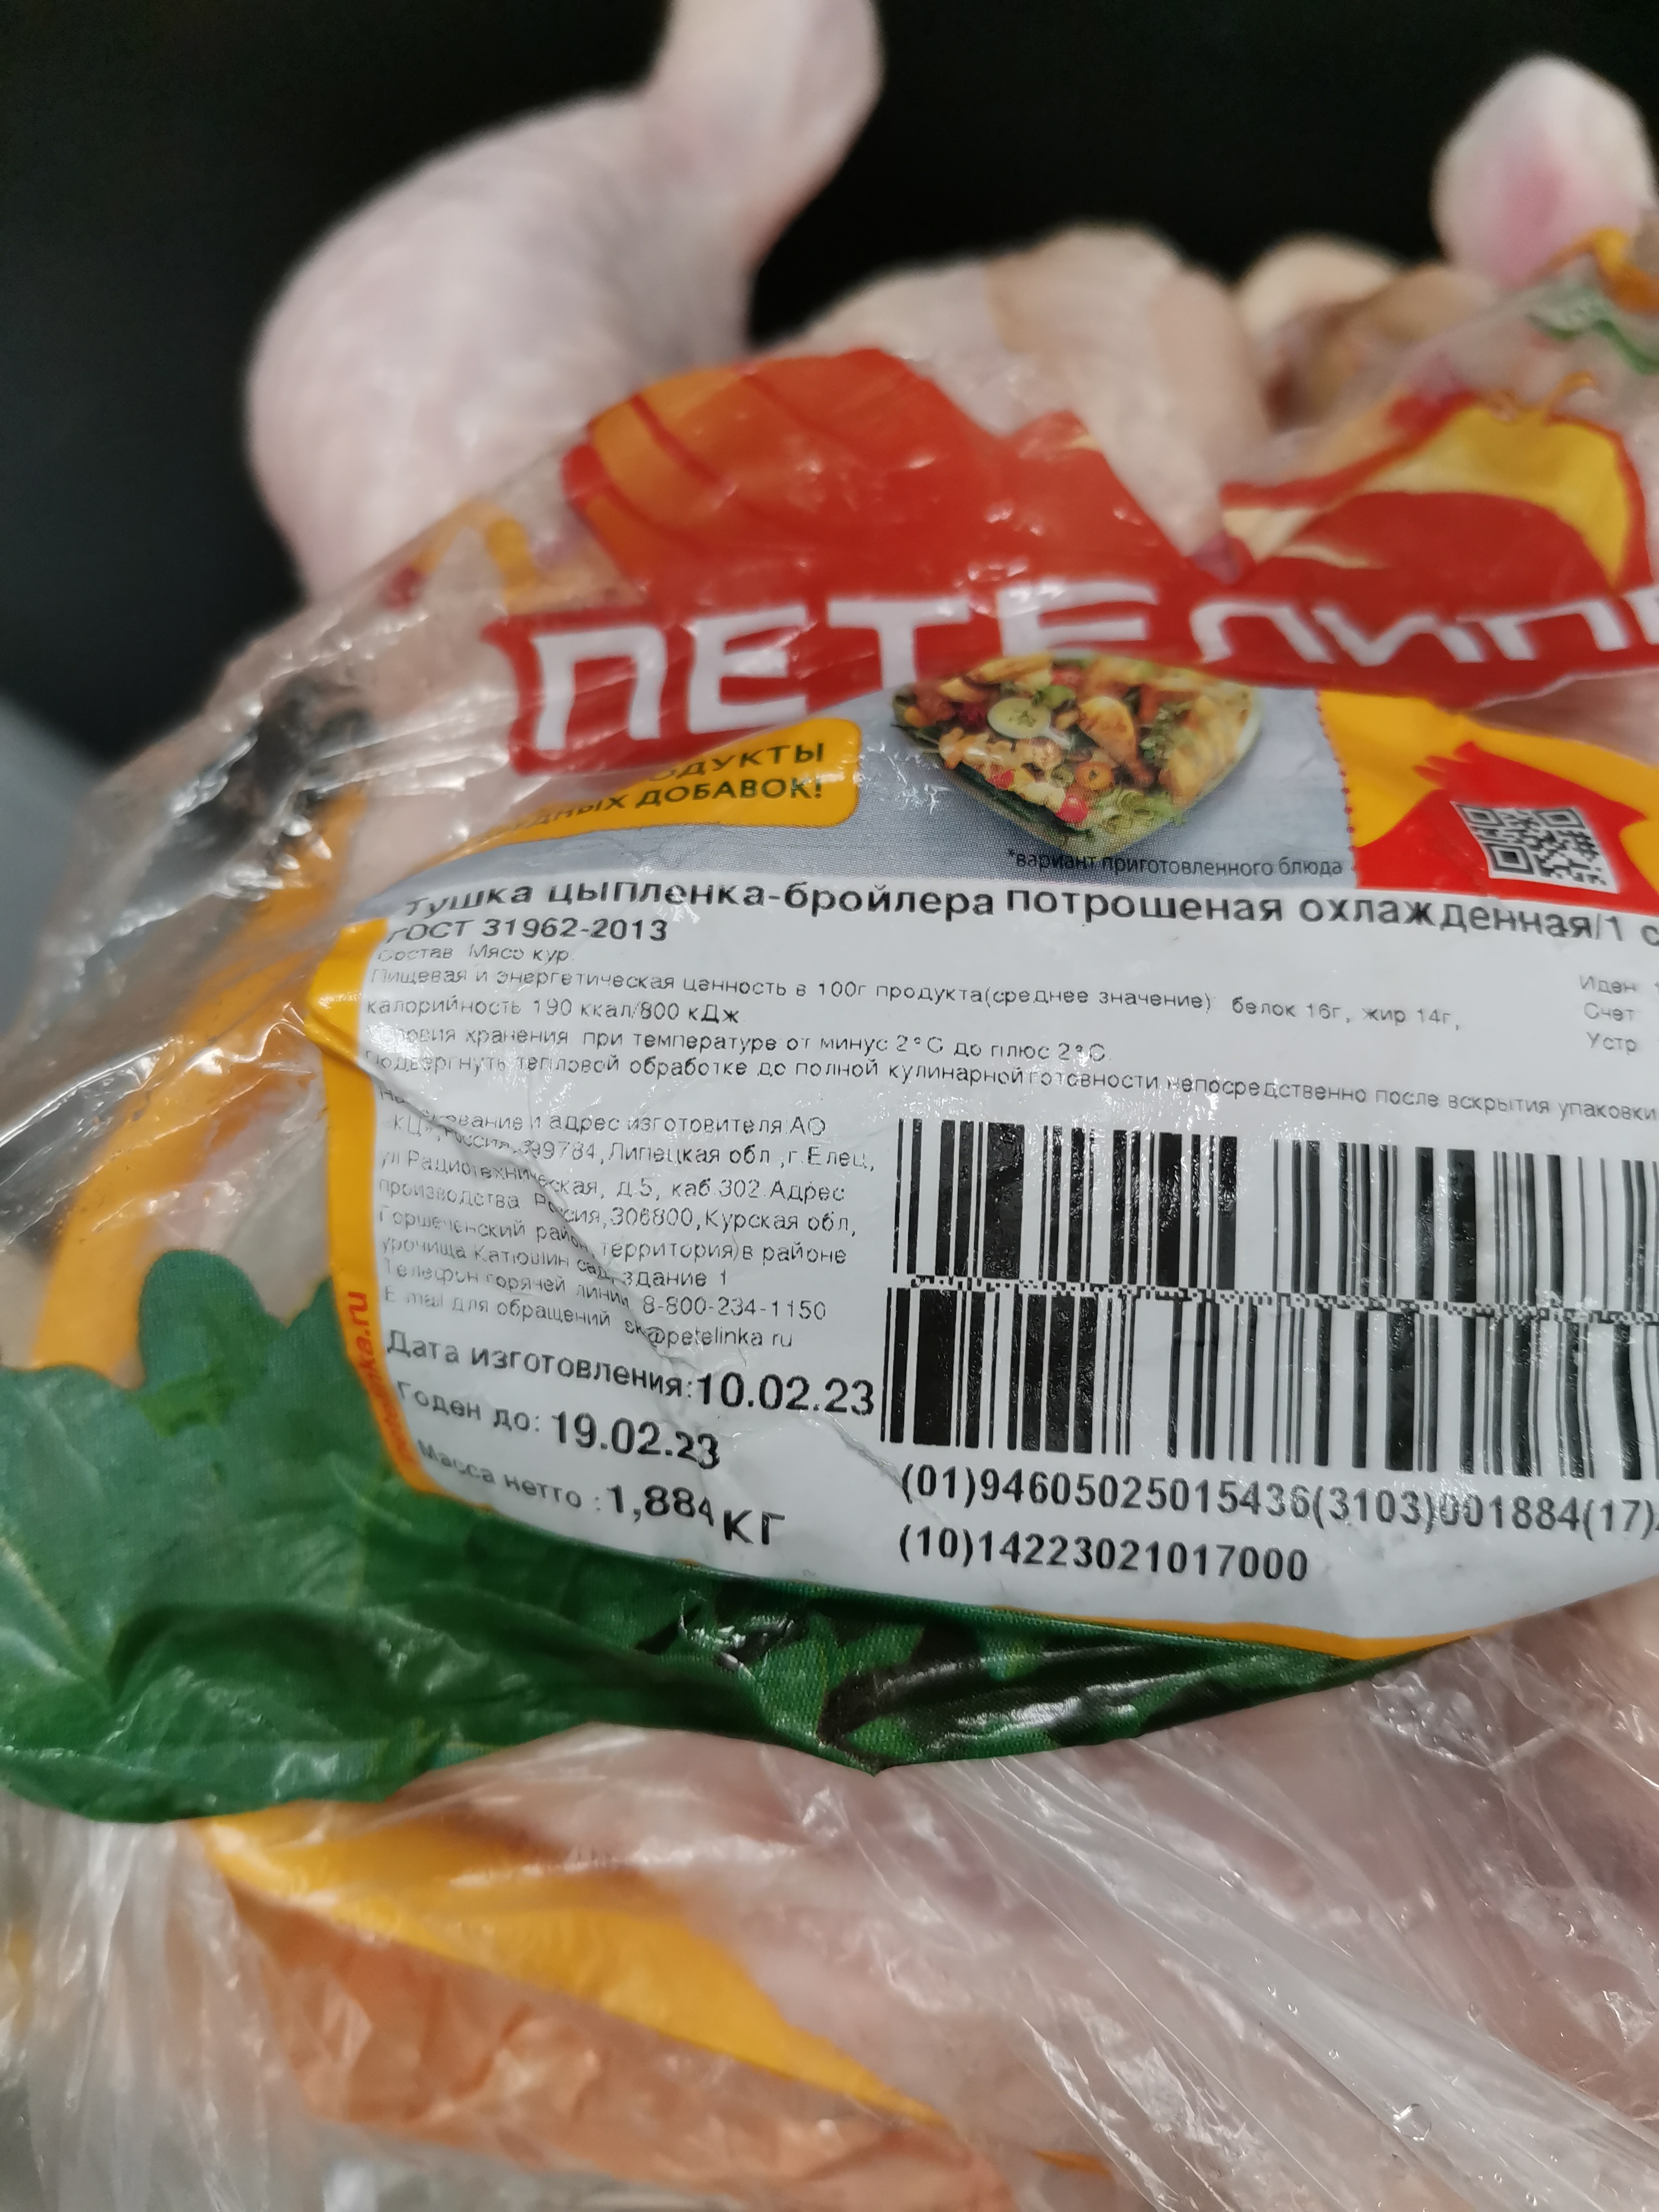 ПЕТЕЛИН
ДУКТЫ
ДОБАВОК!
*вариант приготовленного блюда
Тушка цыпленка-бройлера потрошеная охлажденная/1 с
ГОСТ 31962-2013
Состав Мясо кур.
Пищевая и энергетическая ценность в 100г продукта(среднее значение) белок 16г, жир 14г,
калорийность 190 ккал/800 кДж
хранения при температуре от минус 2°С до плюс 2°С.
Подвергнуть тепловой обработке до полной кулинарной готовности непосредственно после вскрытия упаковки
Иден
Счет
Устр
и адрес изготовителя АО
Россия,399784,Липецкая обл ,г.Елец,
ул Радиотехническая, д.5, каб.302.Адрес
производства Россия,306800,Курская обл,
Горшеченский район, территория)в районе
урочища Катюшин сад, здание 1
Телефон горячей линии 8-800-234-1150
E mail для обращений sk@petelinka ru
Дата изготовления:10.02.23
Годен до: 19.02.23
Масса нетто :1,884 КГ
(01)94605025015436(3103)001884(17)
(10)14223021017000
petelinka.ru